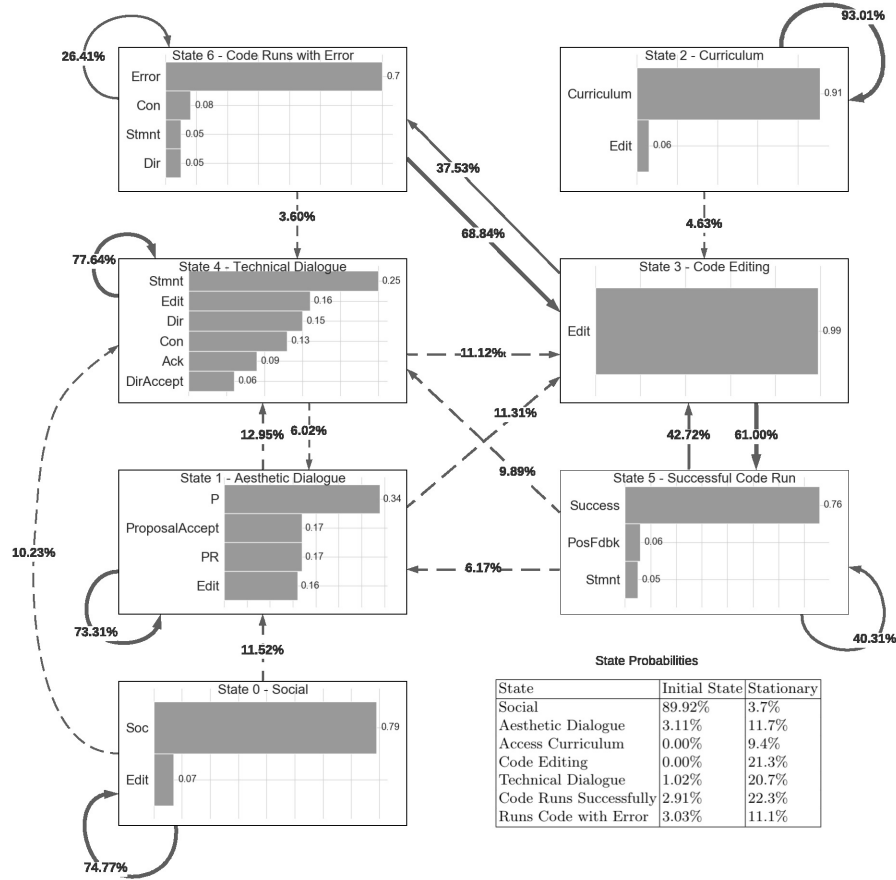 93.01%
26.41%
State 6 - Code Runs with Error
Error 0.7
Con 0.08
Stmnt 0.05
Dir 0.05
State 2 - Curriculum
Curriculum 0.91
Edit 0.06
37.53%
68.84%
3.60%
4.63%
77.64%
State 4 - Technical Dialogue
Stmnt 0.25
Edit 0.16
Dir 0.15
Con 0.13
Ack 0.09
DirAccept 0.06
State 3 - Code Editing
Edit 0.99
11.12%
11.31%
12.95%
6.02%
42.72%
61.00%
9.89%
State 1 - Aesthetic Dialogue
P 0.34
ProposalAccept 0.17
PR 0.17
Edit 0.16
State 5 - Successful Code Run
Success 0.76
PosFdbk 0.06
Stmnt 0.05
10.23%
6.17%
73.31%
40.31%
11.52%
State 0 - Social
Soc 0.79
Edit 0.07
74.77%
State Probabilities
State Initial State Stationary
Social 89.92% 3.7%
Aesthetic Dialogue 3.11% 11.7%
Access Curriculum 0.00% 9.4%
Code Editing 0.00% 21.3%
Technical Dialogue 1.02% 20.7%
Code Runs Successfully 2.91% 22.3%
Runs Code with Error 3.03% 11.1%